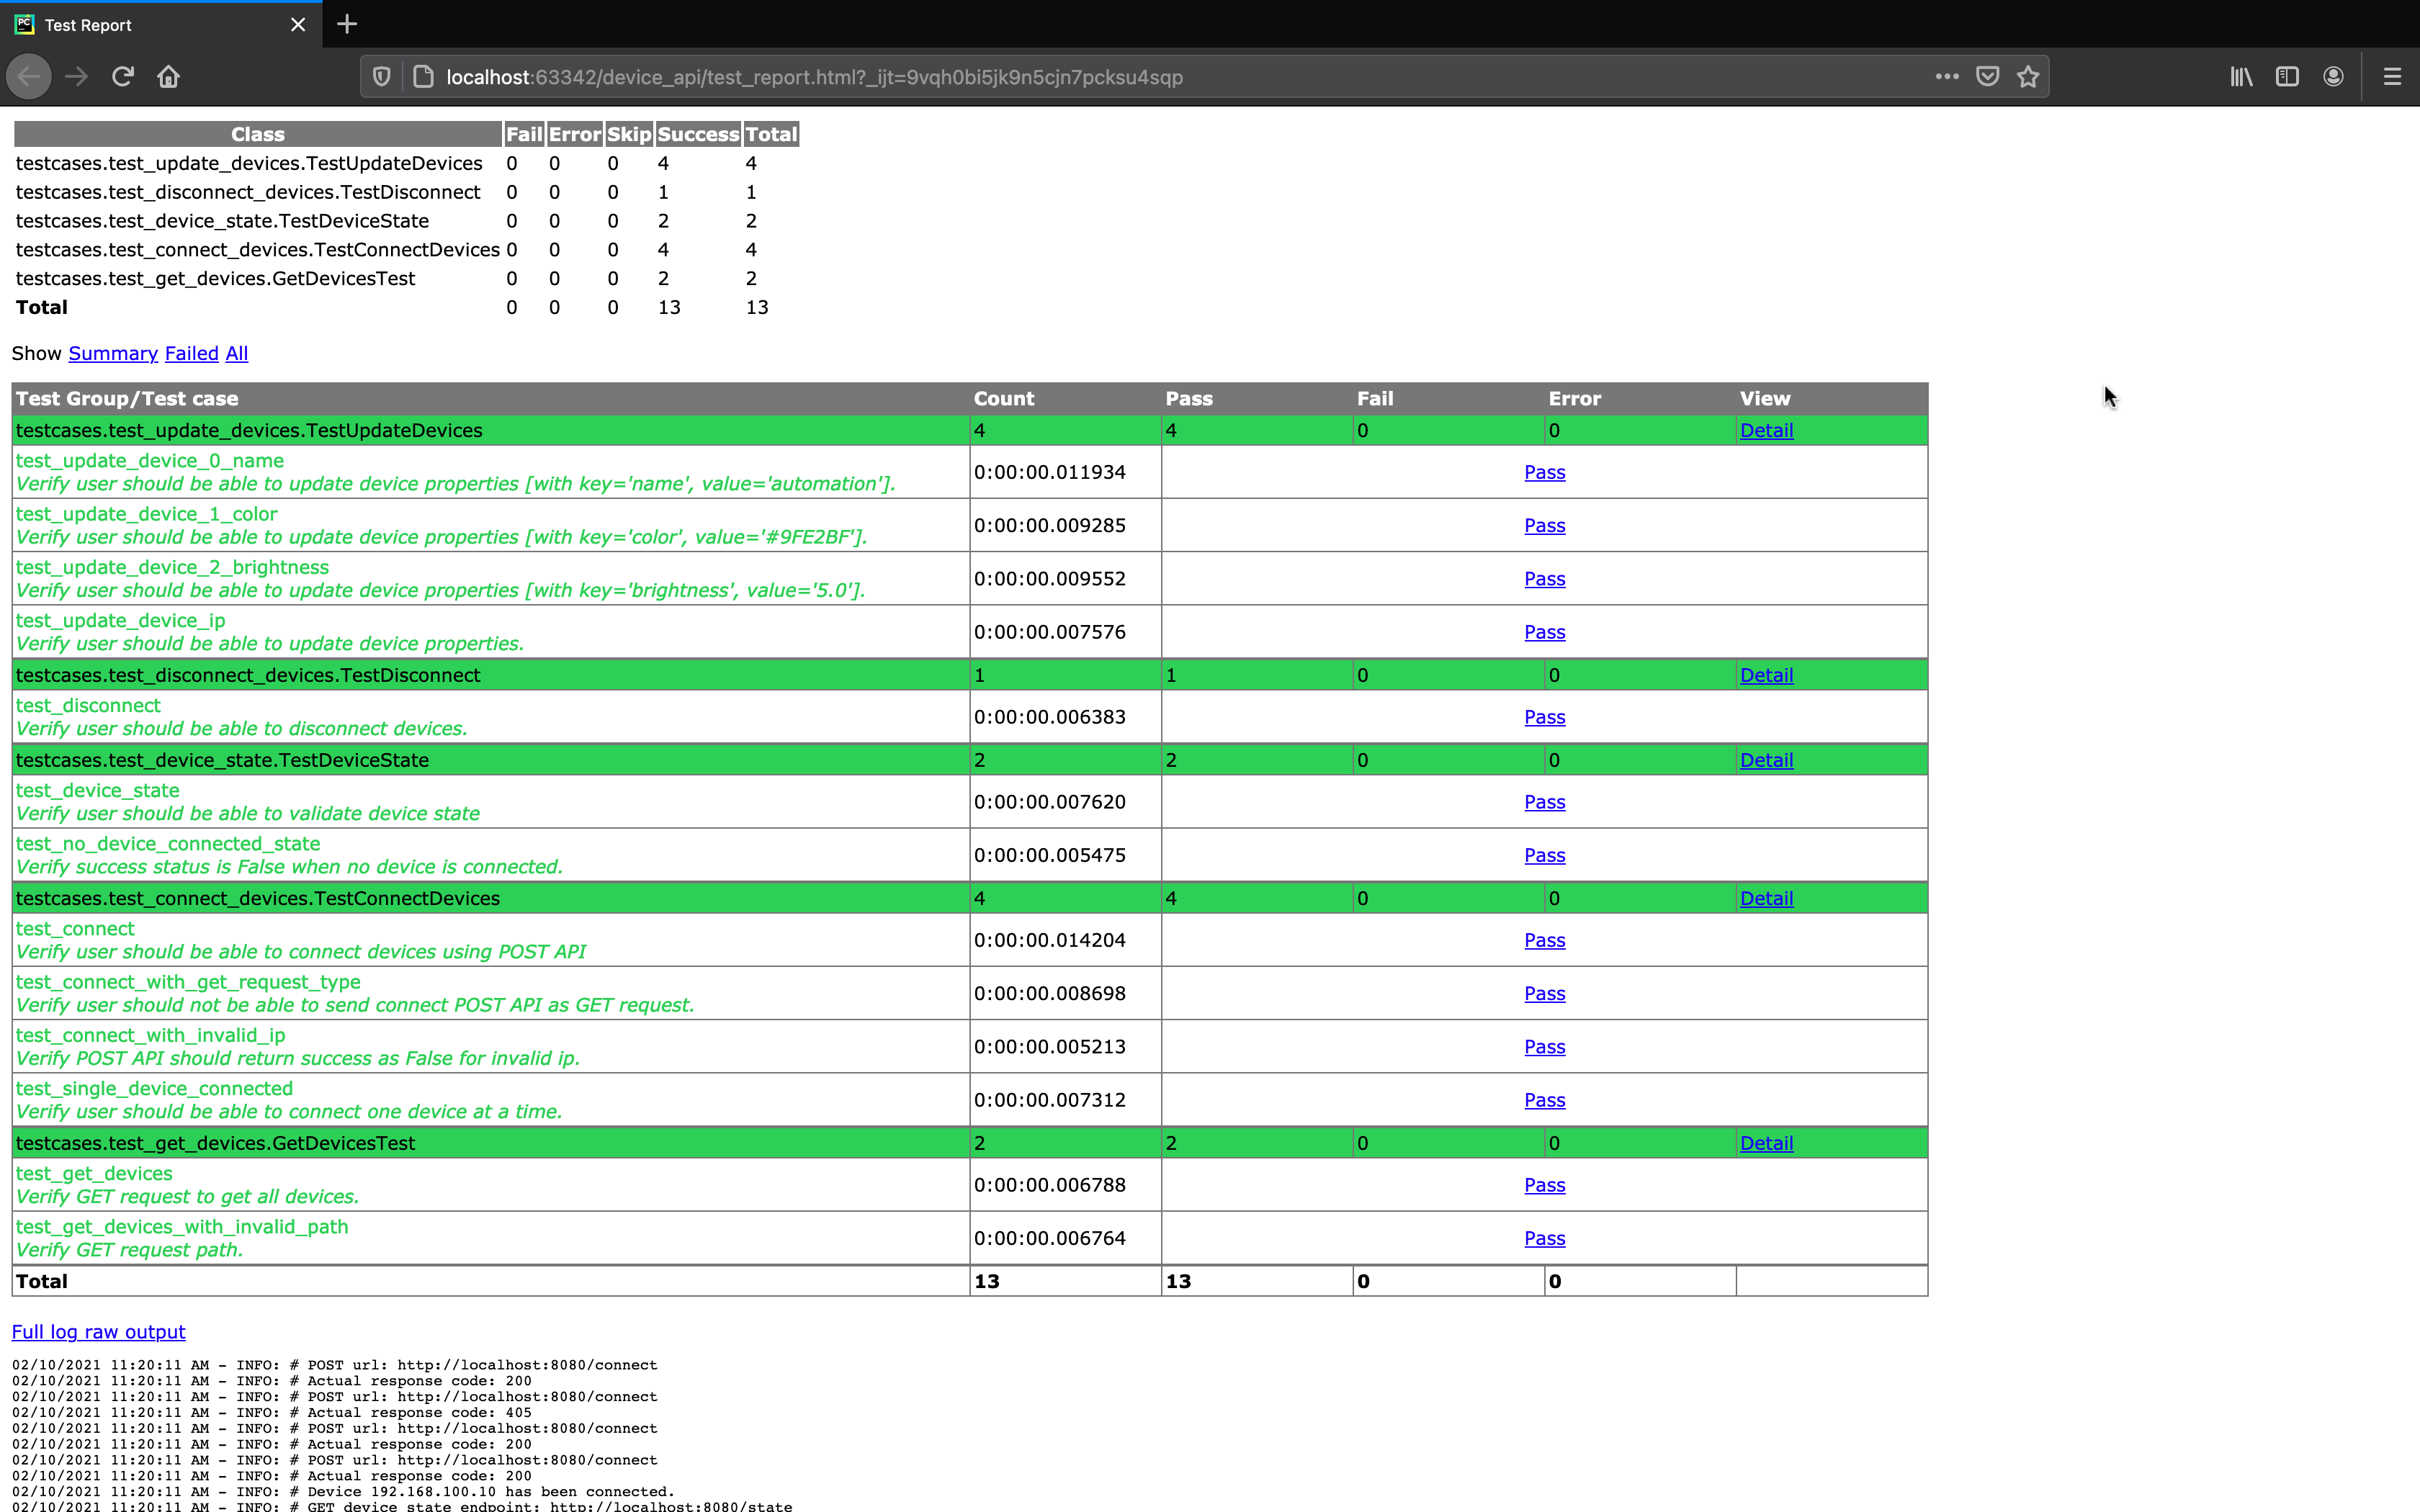 Test Report
localhost:63342/device_api/test_report.html?_ijt=9vqh0bi5jk9n5cjn7pcksu4sqp
Class Fail Error Skip Success Total
testcases.test_update_devices.TestUpdateDevices 0 0 0 4 4
testcases.test_disconnect_devices.TestDisconnect 0 0 0 1 1
testcases.test_device_state.TestDeviceState 0 0 0 2 2
testcases.test_connect_devices.TestConnectDevices 0 0 0 4 4
testcases.test_get_devices.GetDevicesTest 0 0 0 2 2
Total 0 0 0 13 13
Show Summary Failed All
Test Group/Test case Count Pass Fail Error View
testcases.test_update_devices.TestUpdateDevices 4 4 0 0 Detail
test_update_device_0_name
Verify user should be able to update device properties [with key='name', value='automation'].
0:00:00.011934 Pass
test_update_device_1_color
Verify user should be able to update device properties [with key='color', value='#9FE2BF'].
0:00:00.009285 Pass
test_update_device_2_brightness
Verify user should be able to update device properties [with key='brightness', value='5.0'].
0:00:00.009552 Pass
test_update_device_ip
Verify user should be able to update device properties.
0:00:00.007576 Pass
testcases.test_disconnect_devices.TestDisconnect 1 1 0 0 Detail
test_disconnect
Verify user should be able to disconnect devices.
0:00:00.006383 Pass
testcases.test_device_state.TestDeviceState 2 2 0 0 Detail
test_device_state
Verify user should be able to validate device state
0:00:00.007620 Pass
test_no_device_connected_state
Verify success status is False when no device is connected.
0:00:00.005475 Pass
testcases.test_connect_devices.TestConnectDevices 4 4 0 0 Detail
test_connect
Verify user should be able to connect devices using POST API
0:00:00.014204 Pass
test_connect_with_get_request_type
Verify user should not be able to send connect POST API as GET request.
0:00:00.008698 Pass
test_connect_with_invalid_ip
Verify POST API should return success as False for invalid ip.
0:00:00.005213 Pass
test_single_device_connected
Verify user should be able to connect one device at a time.
0:00:00.007312 Pass
testcases.test_get_devices.GetDevicesTest 2 2 0 0 Detail
test_get_devices
Verify GET request to get all devices.
0:00:00.006788 Pass
test_get_devices_with_invalid_path
Verify GET request path.
0:00:00.006764 Pass
Total 13 13 0 0
Full log raw output
02/10/2021 11:20:11 AM - INFO: # POST url: http://localhost:8080/connect
02/10/2021 11:20:11 AM - INFO: # Actual response code: 200
02/10/2021 11:20:11 AM - INFO: # POST url: http://localhost:8080/connect
02/10/2021 11:20:11 AM - INFO: # Actual response code: 405
02/10/2021 11:20:11 AM - INFO: # POST url: http://localhost:8080/connect
02/10/2021 11:20:11 AM - INFO: # Actual response code: 200
02/10/2021 11:20:11 AM - INFO: # POST url: http://localhost:8080/connect
02/10/2021 11:20:11 AM - INFO: # Actual response code: 200
02/10/2021 11:20:11 AM - INFO: # Device 192.168.100.10 has been connected.
02/10/2021 11:20:11 AM - INFO: # GET device state endpoint: http://localhost:8080/state